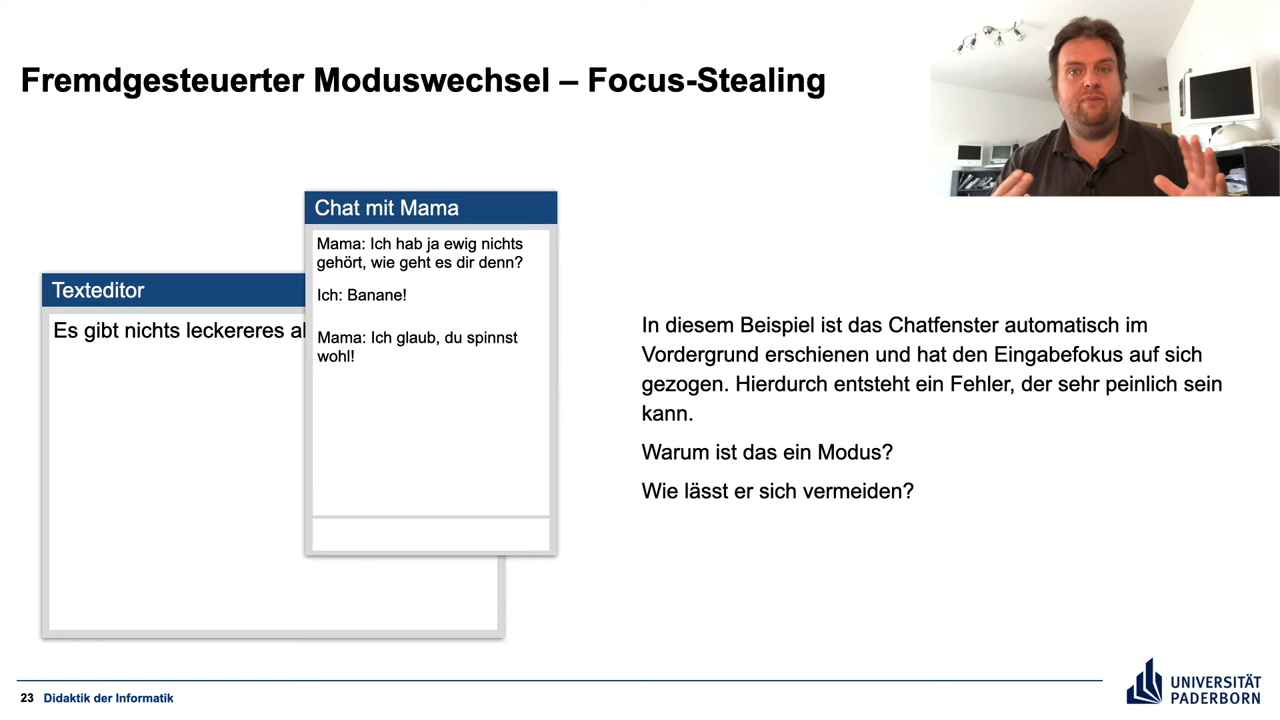 Fremdgesteuerter Moduswechsel – Focus-Stealing
Chat mit Mama
Mama: Ich hab ja ewig nichts
gehört, wie geht es dir denn?
Ich: Banane!
Mama: Ich glaub, du spinnst
wohl!
Texteditor
Es gibt nichts leckereres al
In diesem Beispiel ist das Chatfenster automatisch im
Vordergrund erschienen und hat den Eingabefokus auf sich
gezogen. Hierdurch entsteht ein Fehler, der sehr peinlich sein
kann.
Warum ist das ein Modus?
Wie lässt er sich vermeiden?
23 Didaktik der Informatik
UNIVERSITÄT
PADERBORN